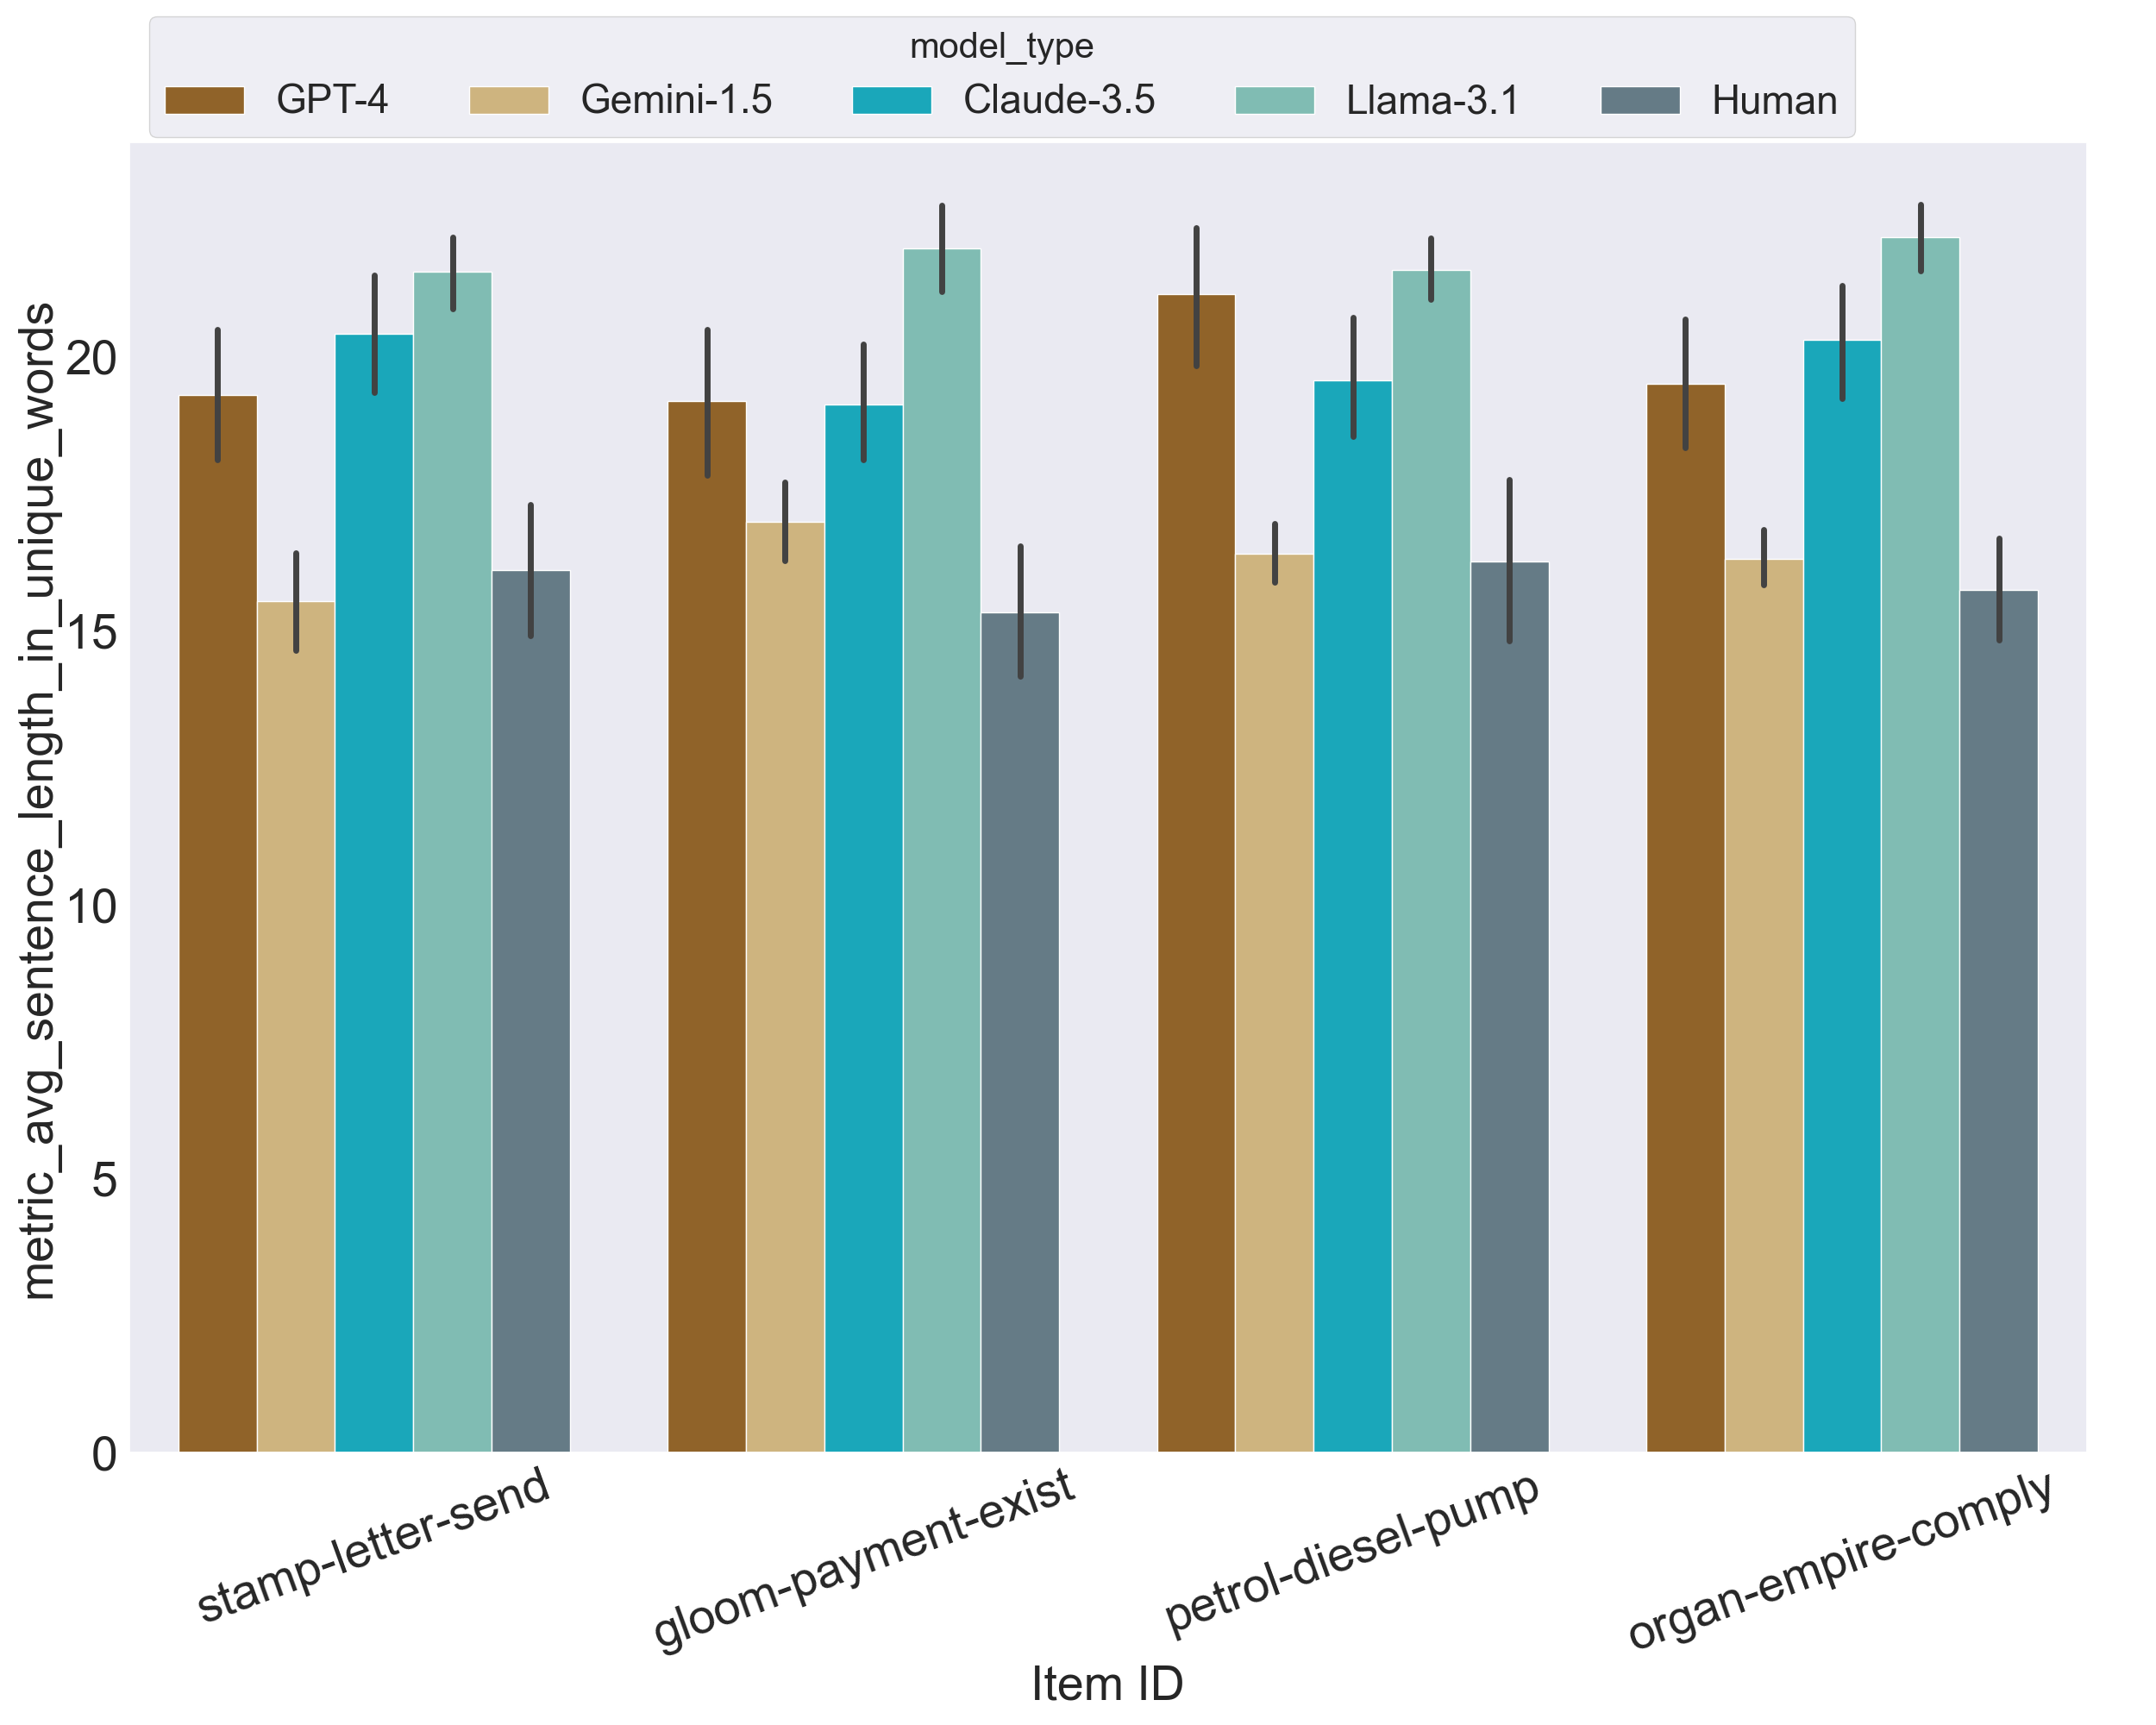 model_type
GPT-4 Gemini-1.5 Claude-3.5 Llama-3.1 Human
metric_avg_sentence_length_in_unique_words
20
15
10
5
0
stamp-letter-send
gloom-payment-exist
petrol-diesel-pump
organ-empire-comply
Item ID